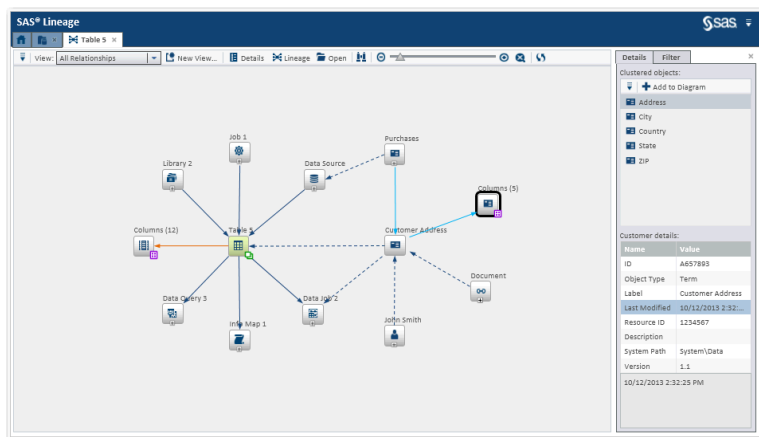 SAS® Lineage
sas
Table 5 ×
View: All Relationships New View... Details Lineage Open
Details Filter ×
Clustered objects:
Add to Diagram
Address
City
Country
State
ZIP
Job 1
Purchases
Library 2
Data Source
Columns (5)
Columns (12)
Table 5
Customer Address
Document
Data Query 3
Data Job 2
Info Map 1
John Smith
Customer details:
Name Value
ID A657893
Object Type Term
Label Customer Address
Last Modified 10/12/2013 2:32:...
Resource ID 1234567
Description
System Path System\Data
Version 1.1
10/12/2013 2:32:25 PM